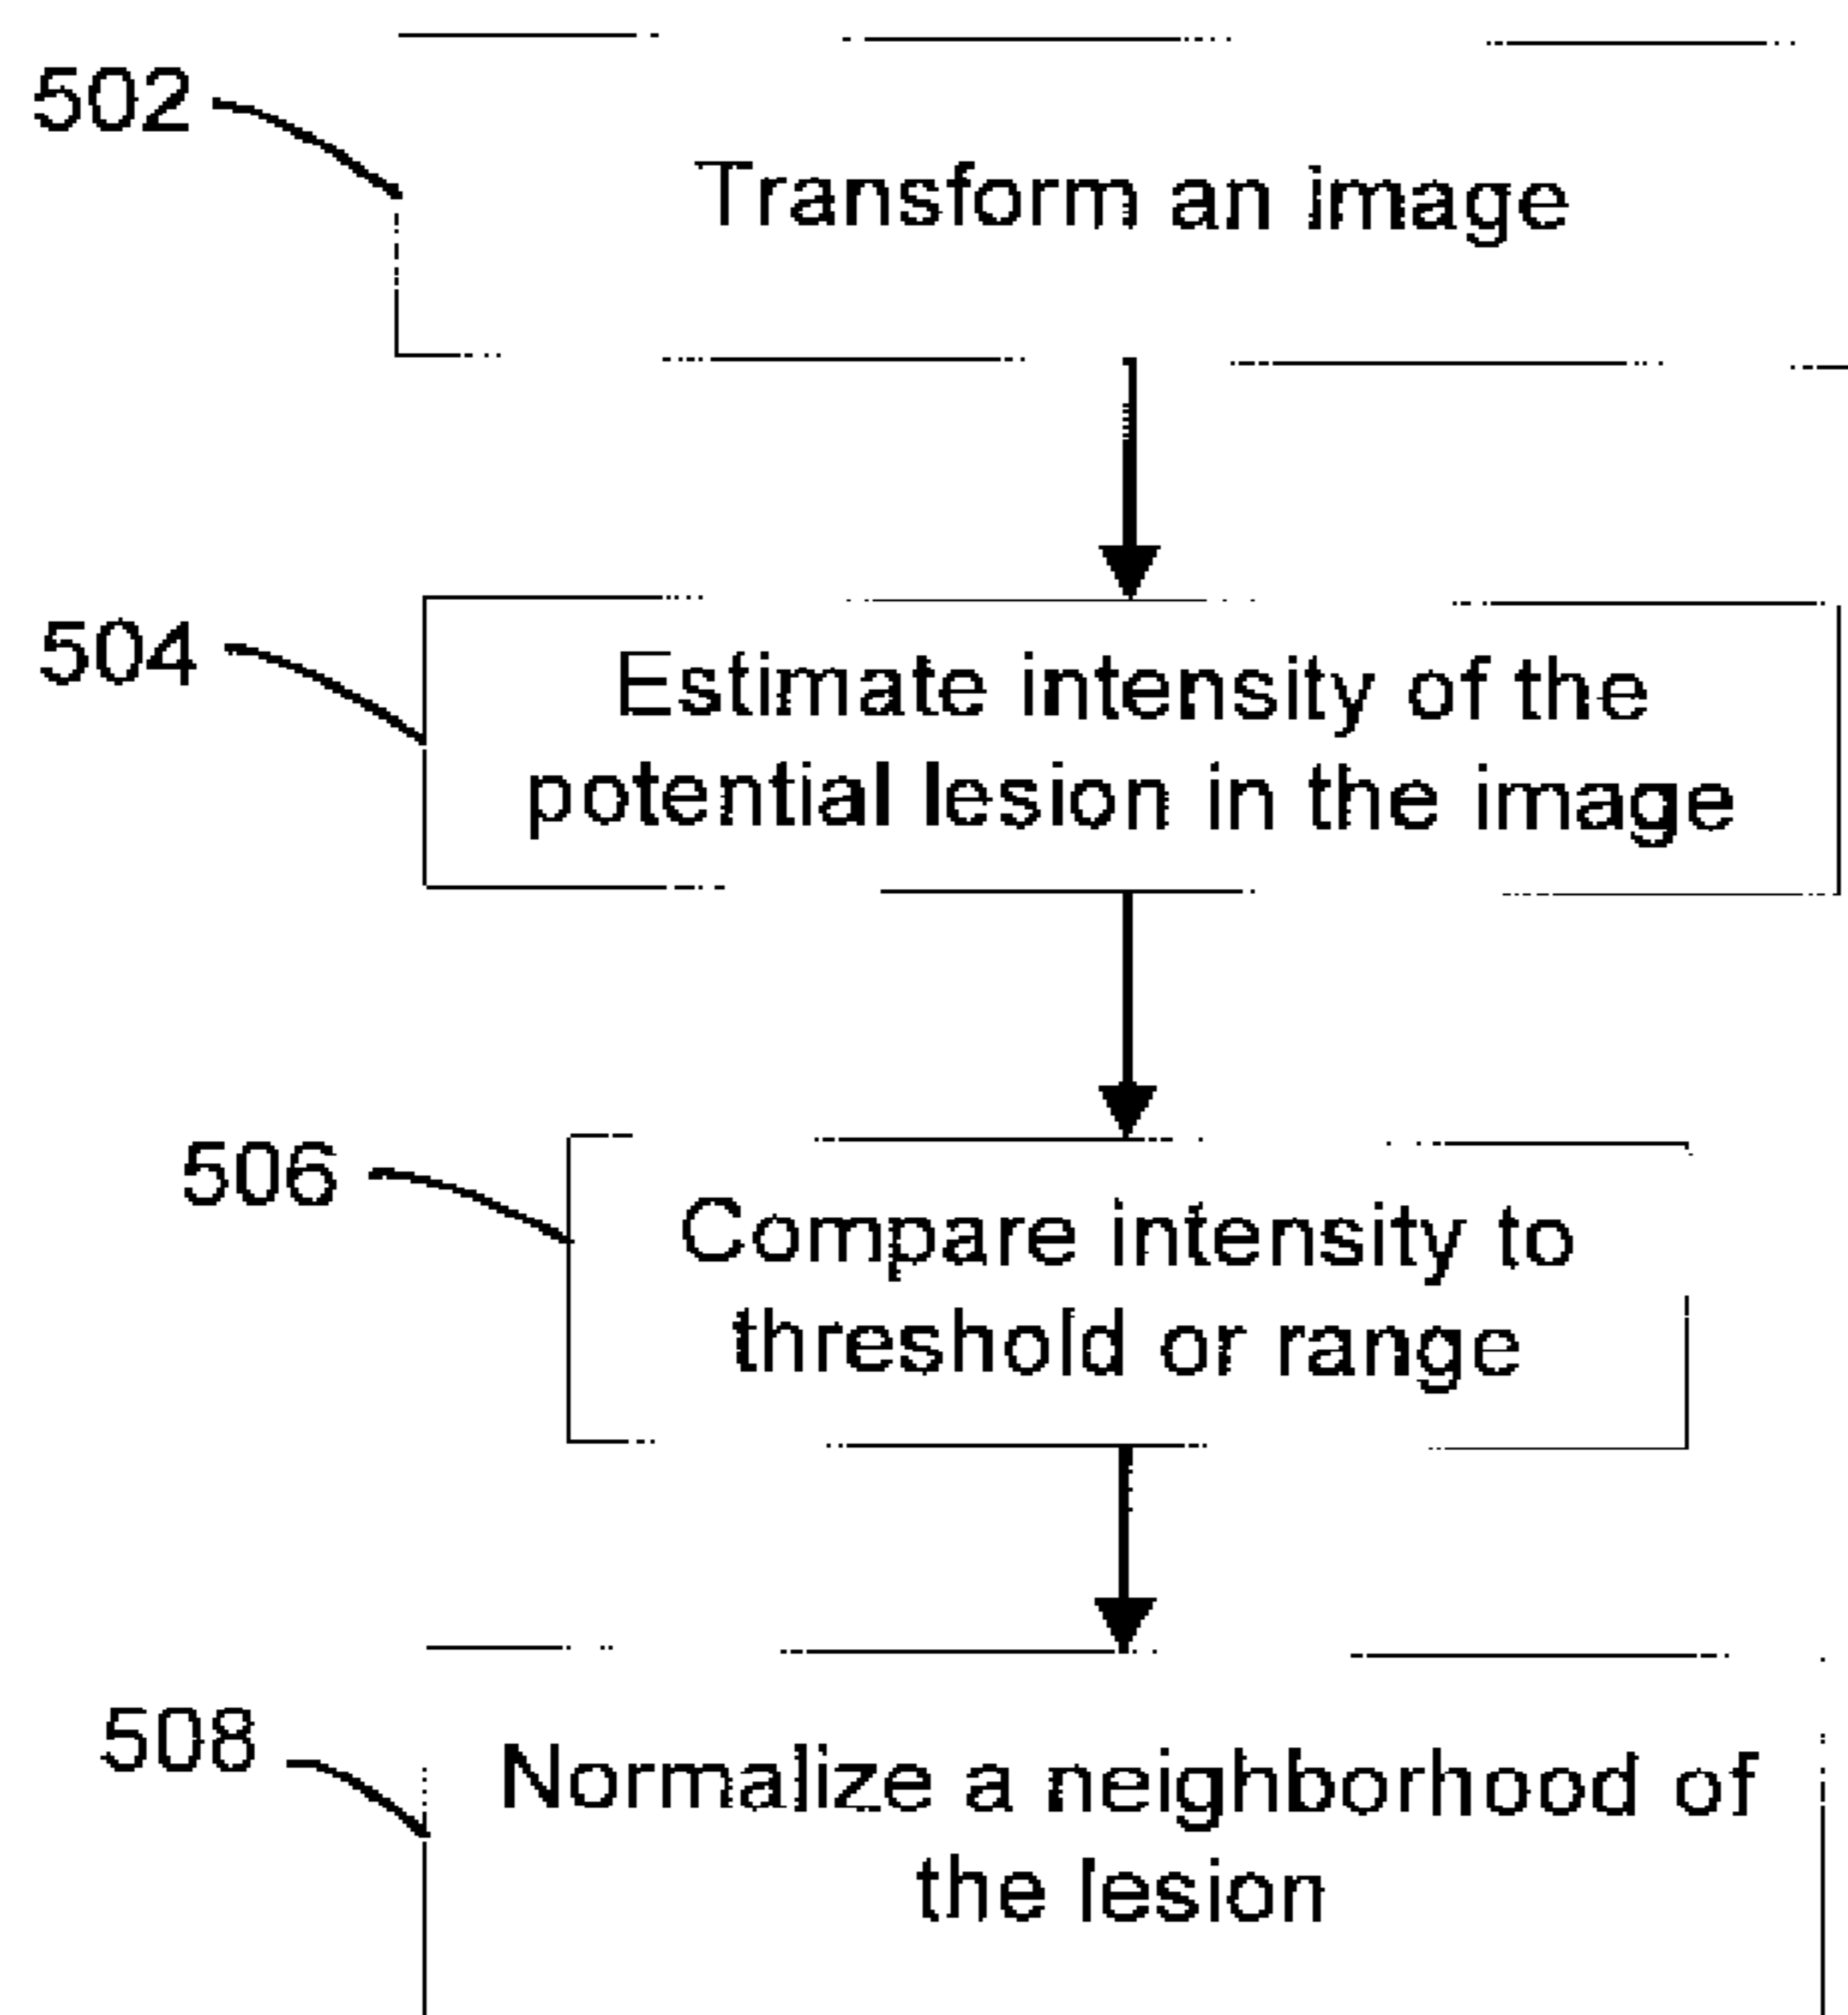 502
Transform an image
504
Estimate intensity of the
potential lesion in the image
506
Compare intensity to
threshold or range
508
Normalize a neighborhood of
the lesion